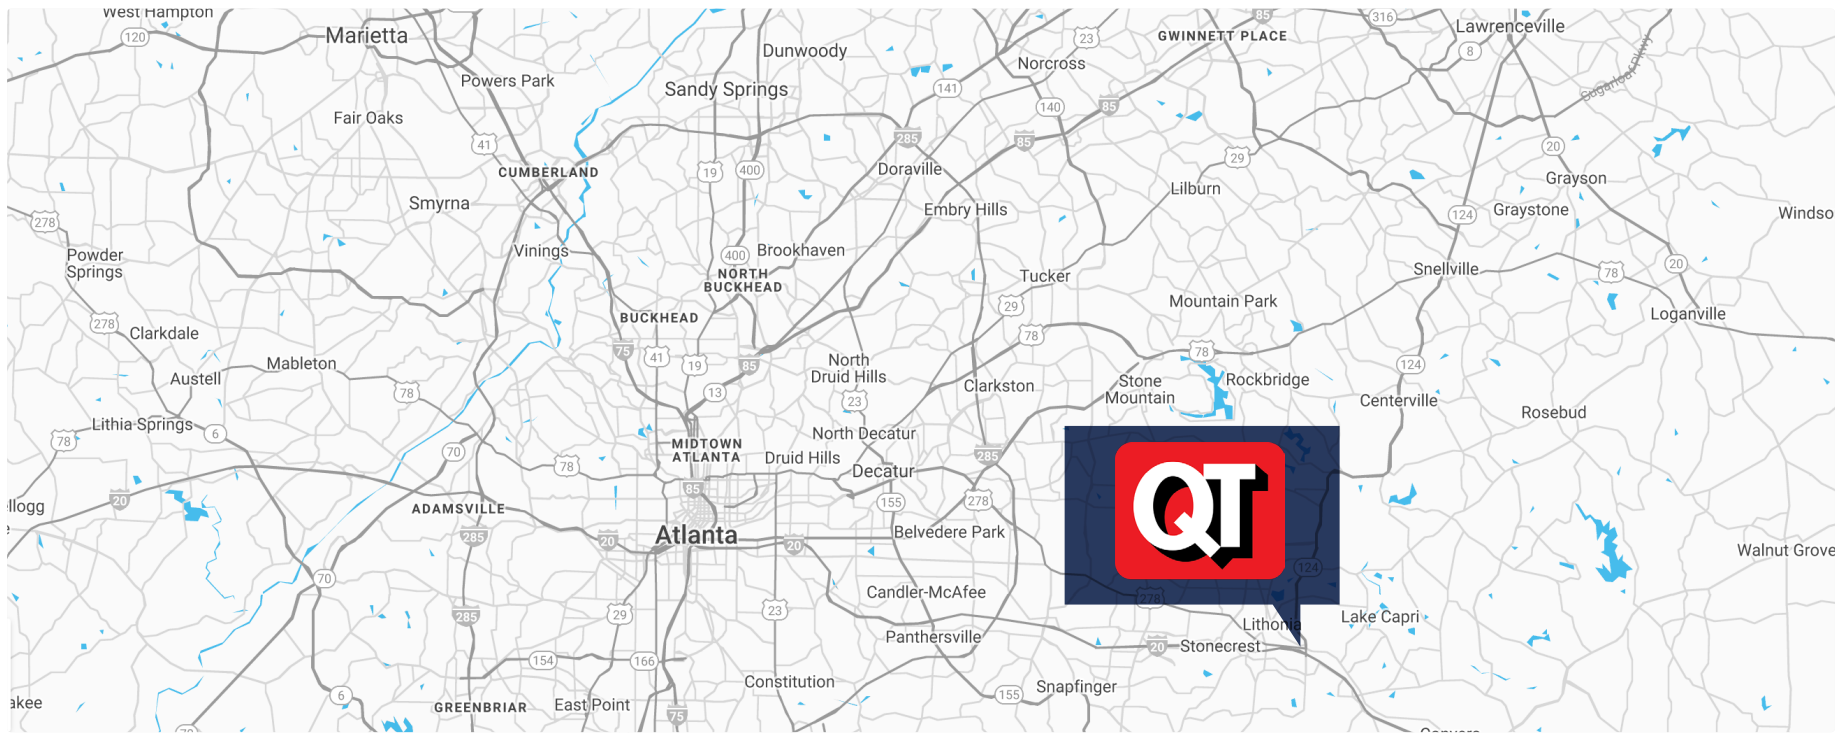 West Hampton
120
Marietta
Dunwoody
23
GWINNETT PLACE
85
316
Lawrenceville
8
Norcross
Powers Park
Sandy Springs
141
140
85
Sugarloaf Pkwy
Fair Oaks
41
285
85
20
CUMBERLAND
19
400
Doraville
29
Lilburn
Grayson
Smyrna
Embry Hills
124
Graystone
Windso
278
Vinings
400
Brookhaven
Powder
Springs
NORTH
BUCKHEAD
Tucker
Snellville
78
20
29
Mountain Park
Loganville
278
Clarkdale
BUCKHEAD
78
75
41
19
85
78
Mableton
North
Druid Hills
124
Austell
78
13
23
Clarkston
Stone
Mountain
Rockbridge
Centerville
Rosebud
Lithia Springs
6
78
70
MIDTOWN
ATLANTA
North Decatur
Druid Hills
285
78
Decatur
20
85
155
278
QT
ellogg
ADAMSVILLE
Atlanta
Belvedere Park
285
20
20
Walnut Grove
124
70
Candler-McAfee
278
285
29
23
Lithonia
Lake Capri
Panthersville
20
Stonecrest
154
166
Constitution
155
Snapfinger
akee
6
GREENBRIAR
East Point
75